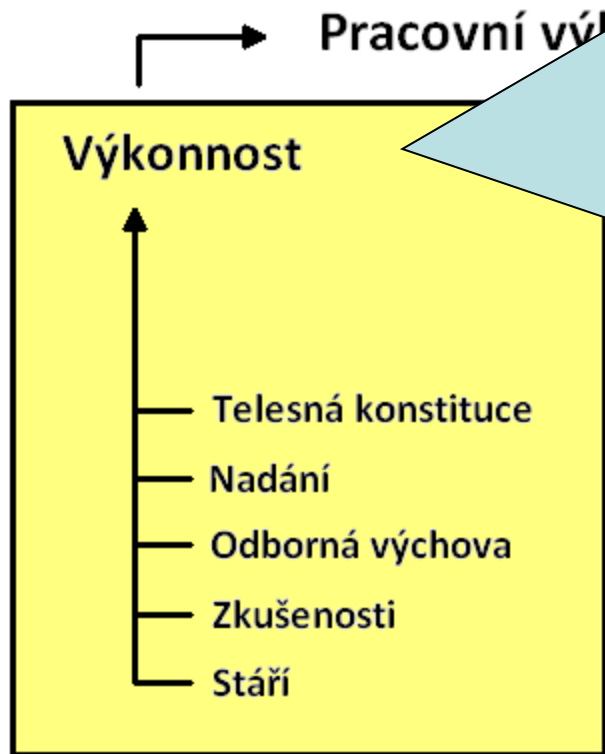 Pracovní
Výkonnost
Telesná konstituce
Nadání
Odborná výchova
Zkušenosti
Stáří